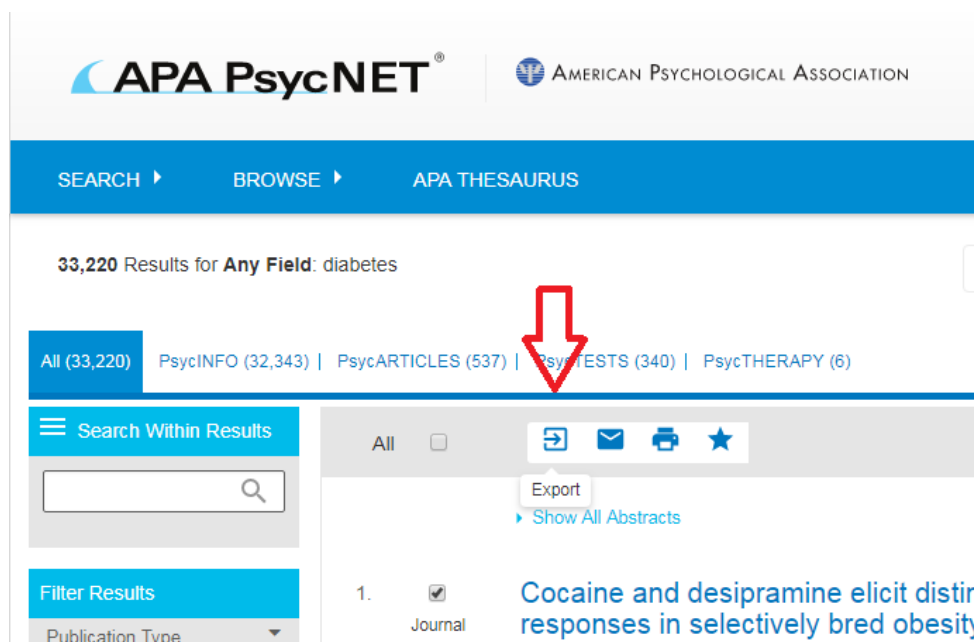 APA PsycNET®
AMERICAN PSYCHOLOGICAL ASSOCIATION
SEARCH
BROWSE
APA THESAURUS
33,220 Results for Any Field: diabetes
All (33,220)
PsycINFO (32,343) |
PsycARTICLES (537) |
PsycTESTS (340) |
PsycTHERAPY (6)
Search Within Results
All
Export
Show All Abstracts
Filter Results
Publication Type
1.
Journal
Cocaine and desipramine elicit distin
responses in selectively bred obesity